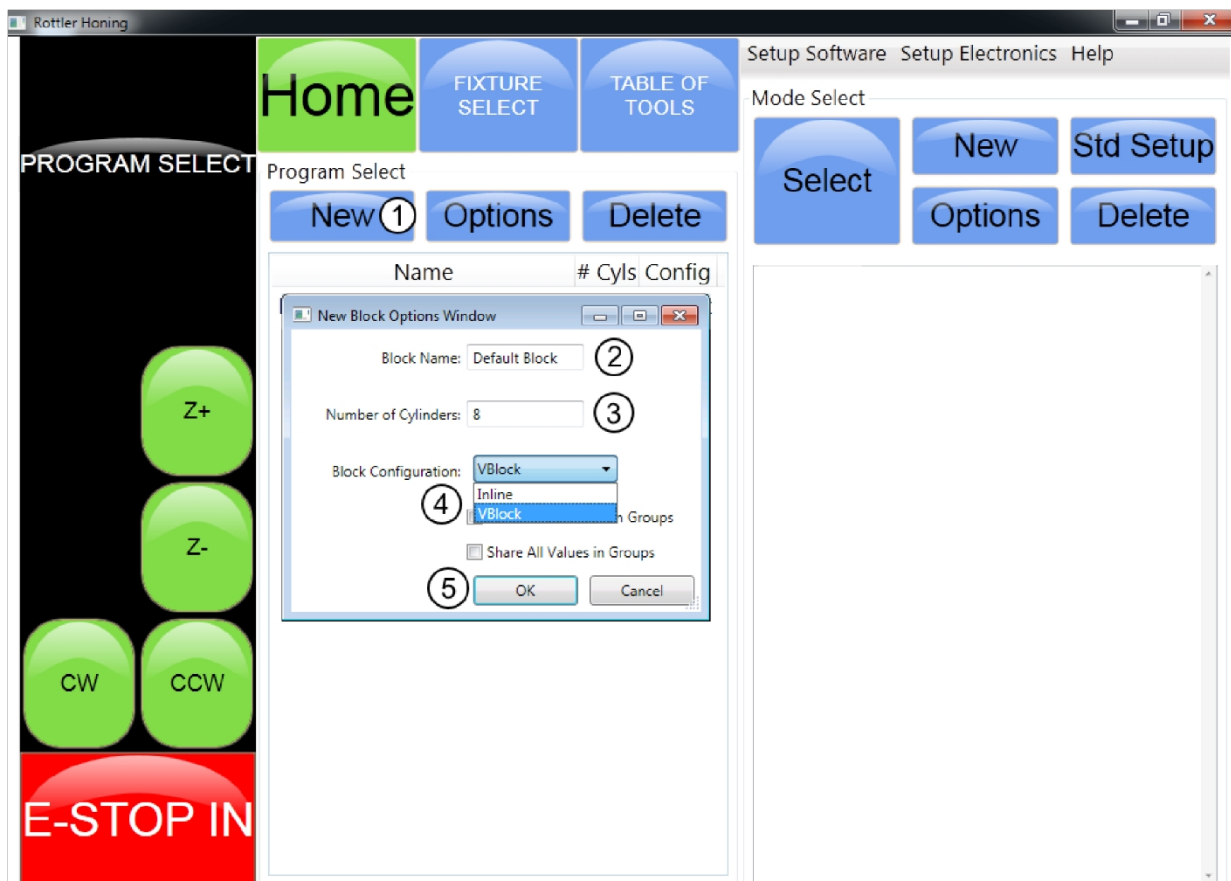 Rottler Honing
PROGRAM SELECT
Z+
Z-
CW
CCW
E-STOP IN
Home
FIXTURE
SELECT
TABLE OF
TOOLS
Program Select
New
1
Options
Delete
Name
# Cyls
Config
New Block Options Window
Block Name:
Default Block
2
Number of Cylinders:
8
3
Block Configuration:
VBlock
Inline
4
VBlock
n Groups
Share All Values in Groups
5
OK
Cancel
Setup Software
Setup Electronics
Help
Mode Select
Select
New
Std Setup
Options
Delete